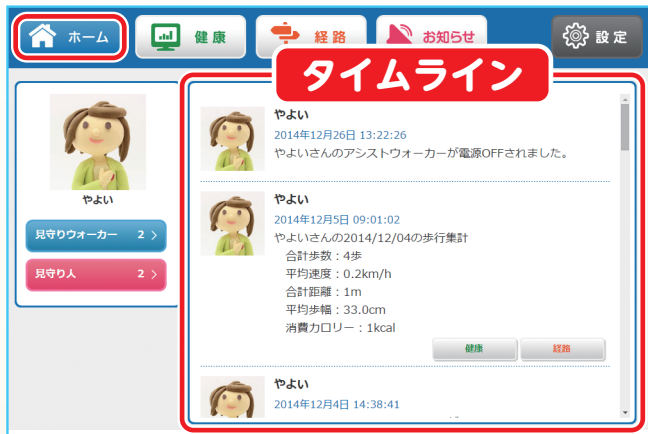 ホーム
健康
経路
お知らせ
設定
タイムライン
やよい
見守りウォーカー 2 >
見守り人 2 >
やよい
2014年12月26日 13:22:26
やよいさんのアシストウォーカーが電源OFFされました。
やよい
2014年12月5日 09:01:02
やよいさんの2014/12/04の歩行集計
合計歩数：4歩
平均速度：0.2km/h
合計距離：1m
平均歩幅：33.0cm
消費カロリー：1kcal
健康
経路
やよい
2014年12月4日 14:38:41